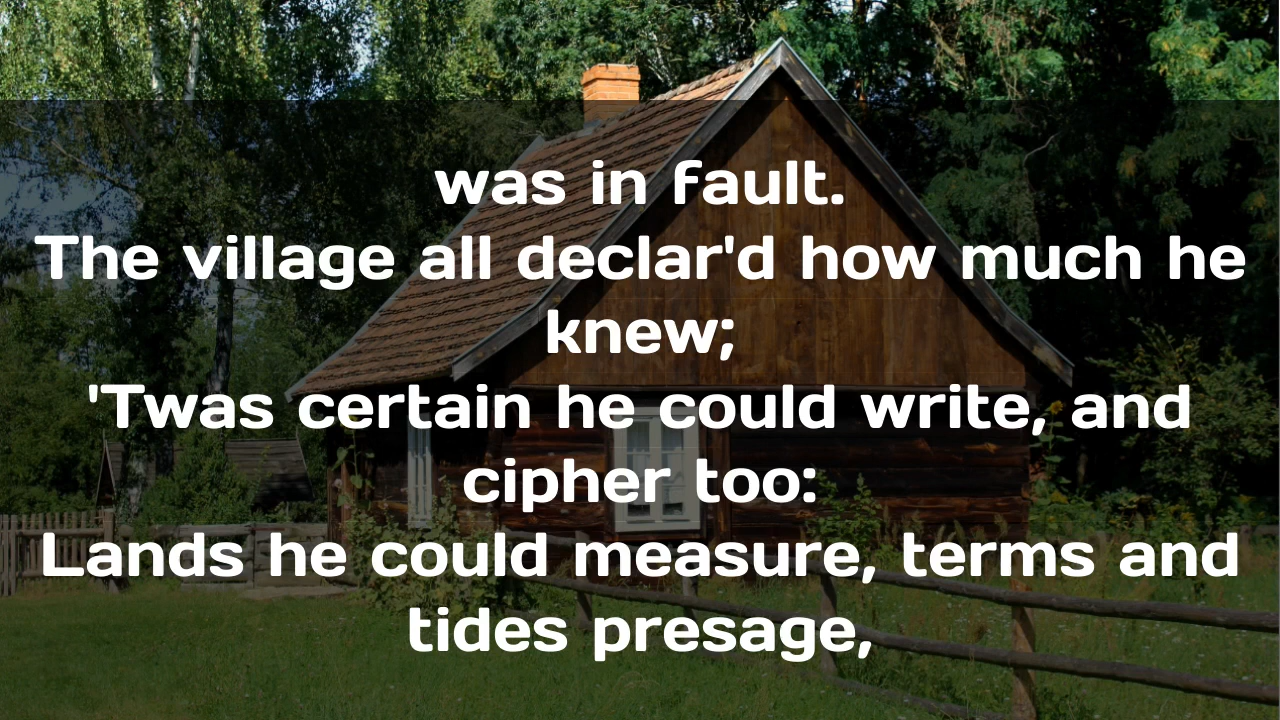 was in fault.
The village all declar'd how much he
knew;
'Twas certain he could write, and
cipher too:
Lands he could measure, terms and
tides presage,